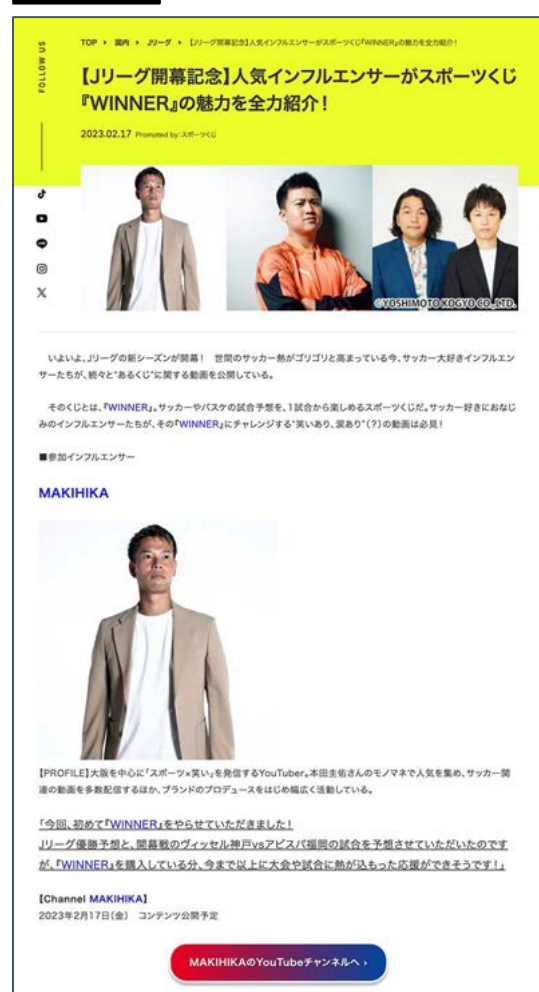 TOP ▸ 国内 ▸ Jリーグ ▸ 【Jリーグ開幕記念】人気インフルエンサーがスポーツくじ『WINNER』の魅力を全力紹介！
FOLLOW US
【Jリーグ開幕記念】人気インフルエンサーがスポーツくじ
『WINNER』の魅力を全力紹介！
2023.02.17 Promoted by:スポーツくじ
©YOSHIMOTO KOGYO CO.,LTD.
いよいよ、Jリーグの新シーズンが開幕！ 世間のサッカー熱がゴリゴリと高まっている今、サッカー大好きインフルエン
サーたちが、続々と“あるくじ”に関する動画を公開している。
そのくじとは、『WINNER』。サッカーやバスケの試合予想を、1試合から楽しめるスポーツくじだ。サッカー好きにおなじ
みのインフルエンサーたちが、その『WINNER』にチャレンジする“笑いあり、涙あり”（？）の動画は必見！
■参加インフルエンサー
MAKIHIKA
【PROFILE】大阪を中心に「スポーツ×笑い」を発信するYouTuber。本田圭佑さんのモノマネで人気を集め、サッカー関
連の動画を多数配信するほか、ブランドのプロデュースをはじめ幅広く活動している。
「今回、初めて『WINNER』をやらせていただきました！
Jリーグ優勝予想と、開幕戦のヴィッセル神戸vsアビスパ福岡の試合を予想させていただいたのです
が、『WINNER』を購入している分、今まで以上に大会や試合に熱が込もった応援ができそうです！」
【Channel MAKIHIKA】
2023年2月17日(金) コンテンツ公開予定
MAKIHIKAのYouTubeチャンネルへ ›